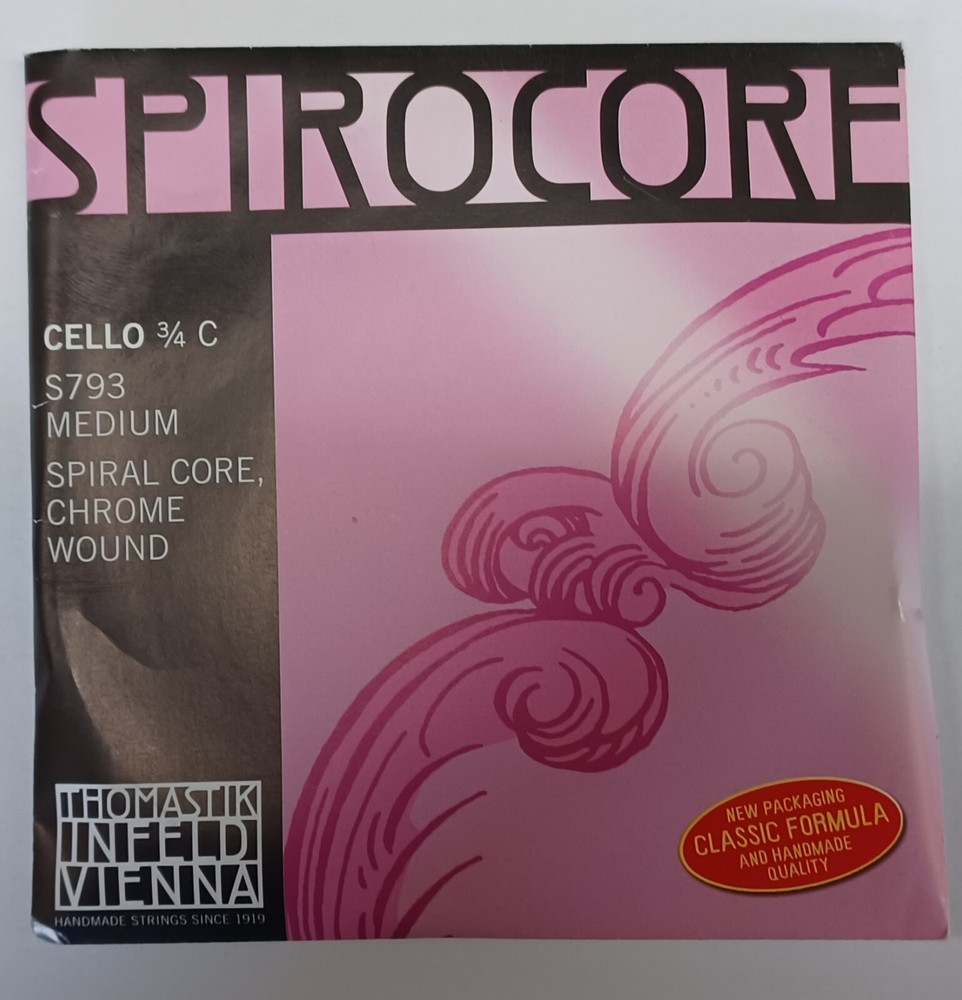 SPIROCORE
CELLO ¾ C
S793
MEDIUM
SPIRAL CORE,
CHROME
WOUND
THOMASTIK
INFELD
VIENNA
HANDMADE STRINGS SINCE 1919
NEW PACKAGING
CLASSIC FORMULA
AND HANDMADE
QUALITY